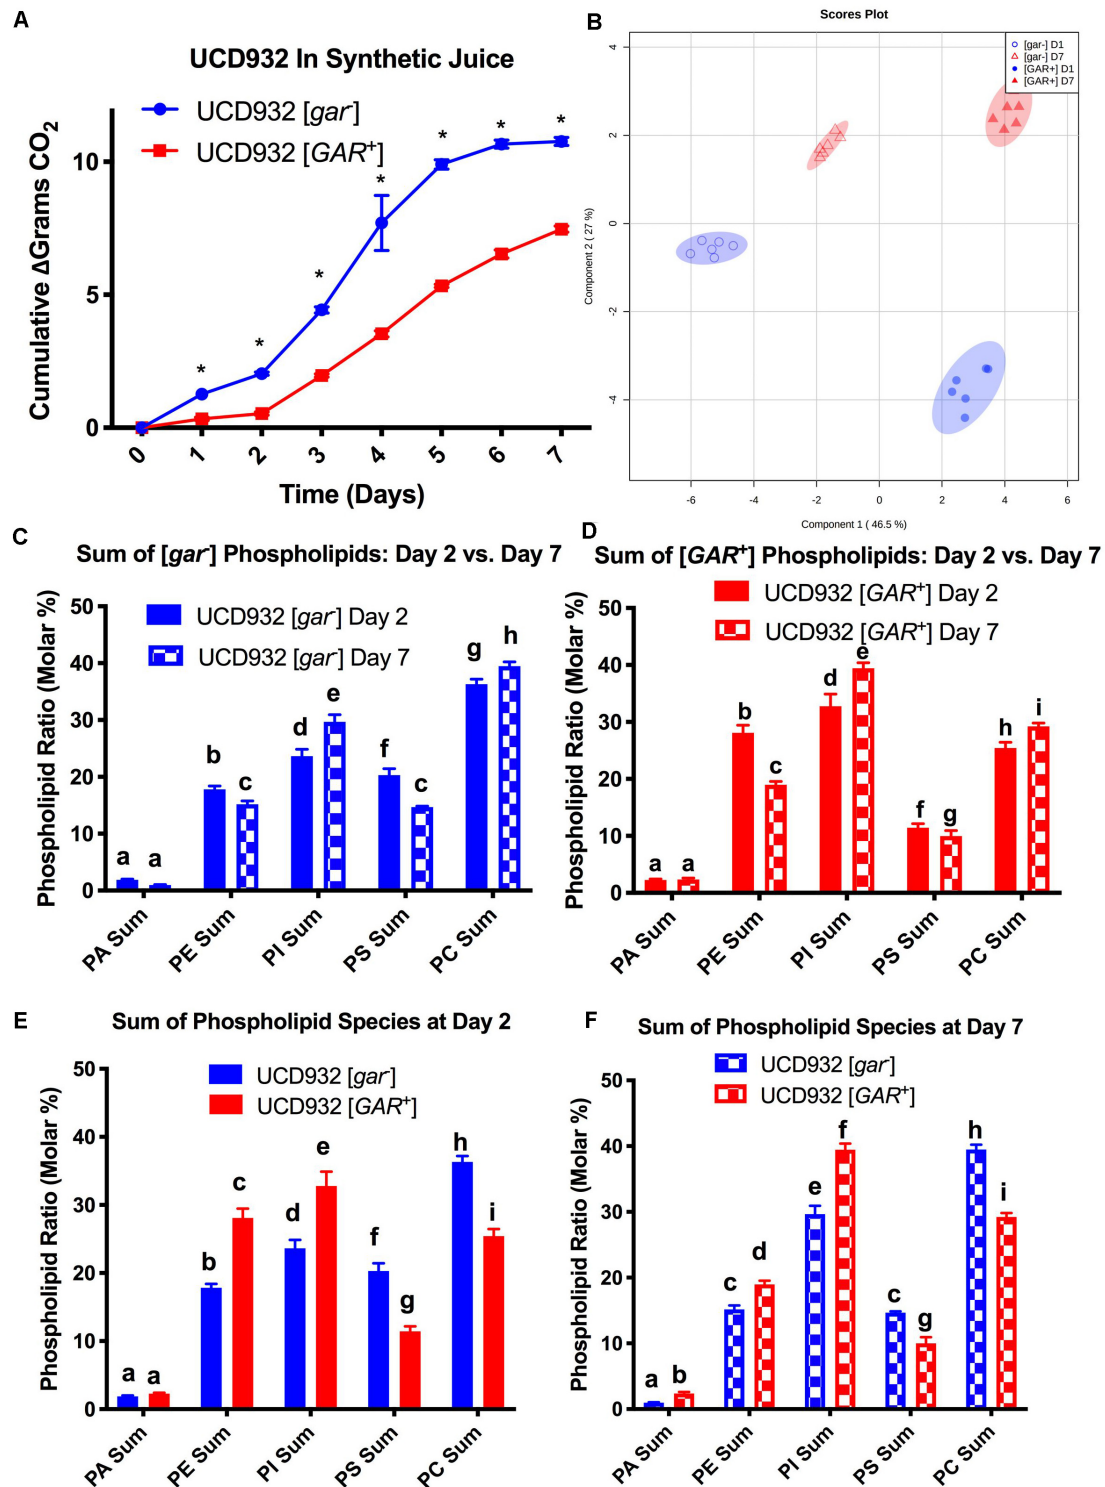 A
UCD932 In Synthetic Juice
UCD932 [gar-]
UCD932 [GAR+]
Cumulative ΔGrams CO2
10
5
0
* * * * * * *
0 1 2 3 4 5 6 7
Time (Days)
B
Scores Plot
[gar-] D1
[gar-] D7
[GAR+] D1
[GAR+] D7
Component 2 ( 27 %)
4
2
0
-2
-4
-6 -4 -2 0 2 4 6
Component 1 ( 46.5 %)
C
Sum of [gar-] Phospholipids: Day 2 vs. Day 7
UCD932 [gar-] Day 2
UCD932 [gar-] Day 7
Phospholipid Ratio (Molar %)
50
40
30
20
10
0
a a b c d e f c g h
PA Sum PE Sum PI Sum PS Sum PC Sum
D
Sum of [GAR+] Phospholipids: Day 2 vs. Day 7
UCD932 [GAR+] Day 2
UCD932 [GAR+] Day 7
Phospholipid Ratio (Molar %)
50
40
30
20
10
0
a a b c d e f g h i
PA Sum PE Sum PI Sum PS Sum PC Sum
E
Sum of Phospholipid Species at Day 2
UCD932 [gar-]
UCD932 [GAR+]
Phospholipid Ratio (Molar %)
50
40
30
20
10
0
a a b c d e f g h i
PA Sum PE Sum PI Sum PS Sum PC Sum
F
Sum of Phospholipid Species at Day 7
UCD932 [gar-]
UCD932 [GAR+]
Phospholipid Ratio (Molar %)
50
40
30
20
10
0
a b c d e f c g h i
PA Sum PE Sum PI Sum PS Sum PC Sum